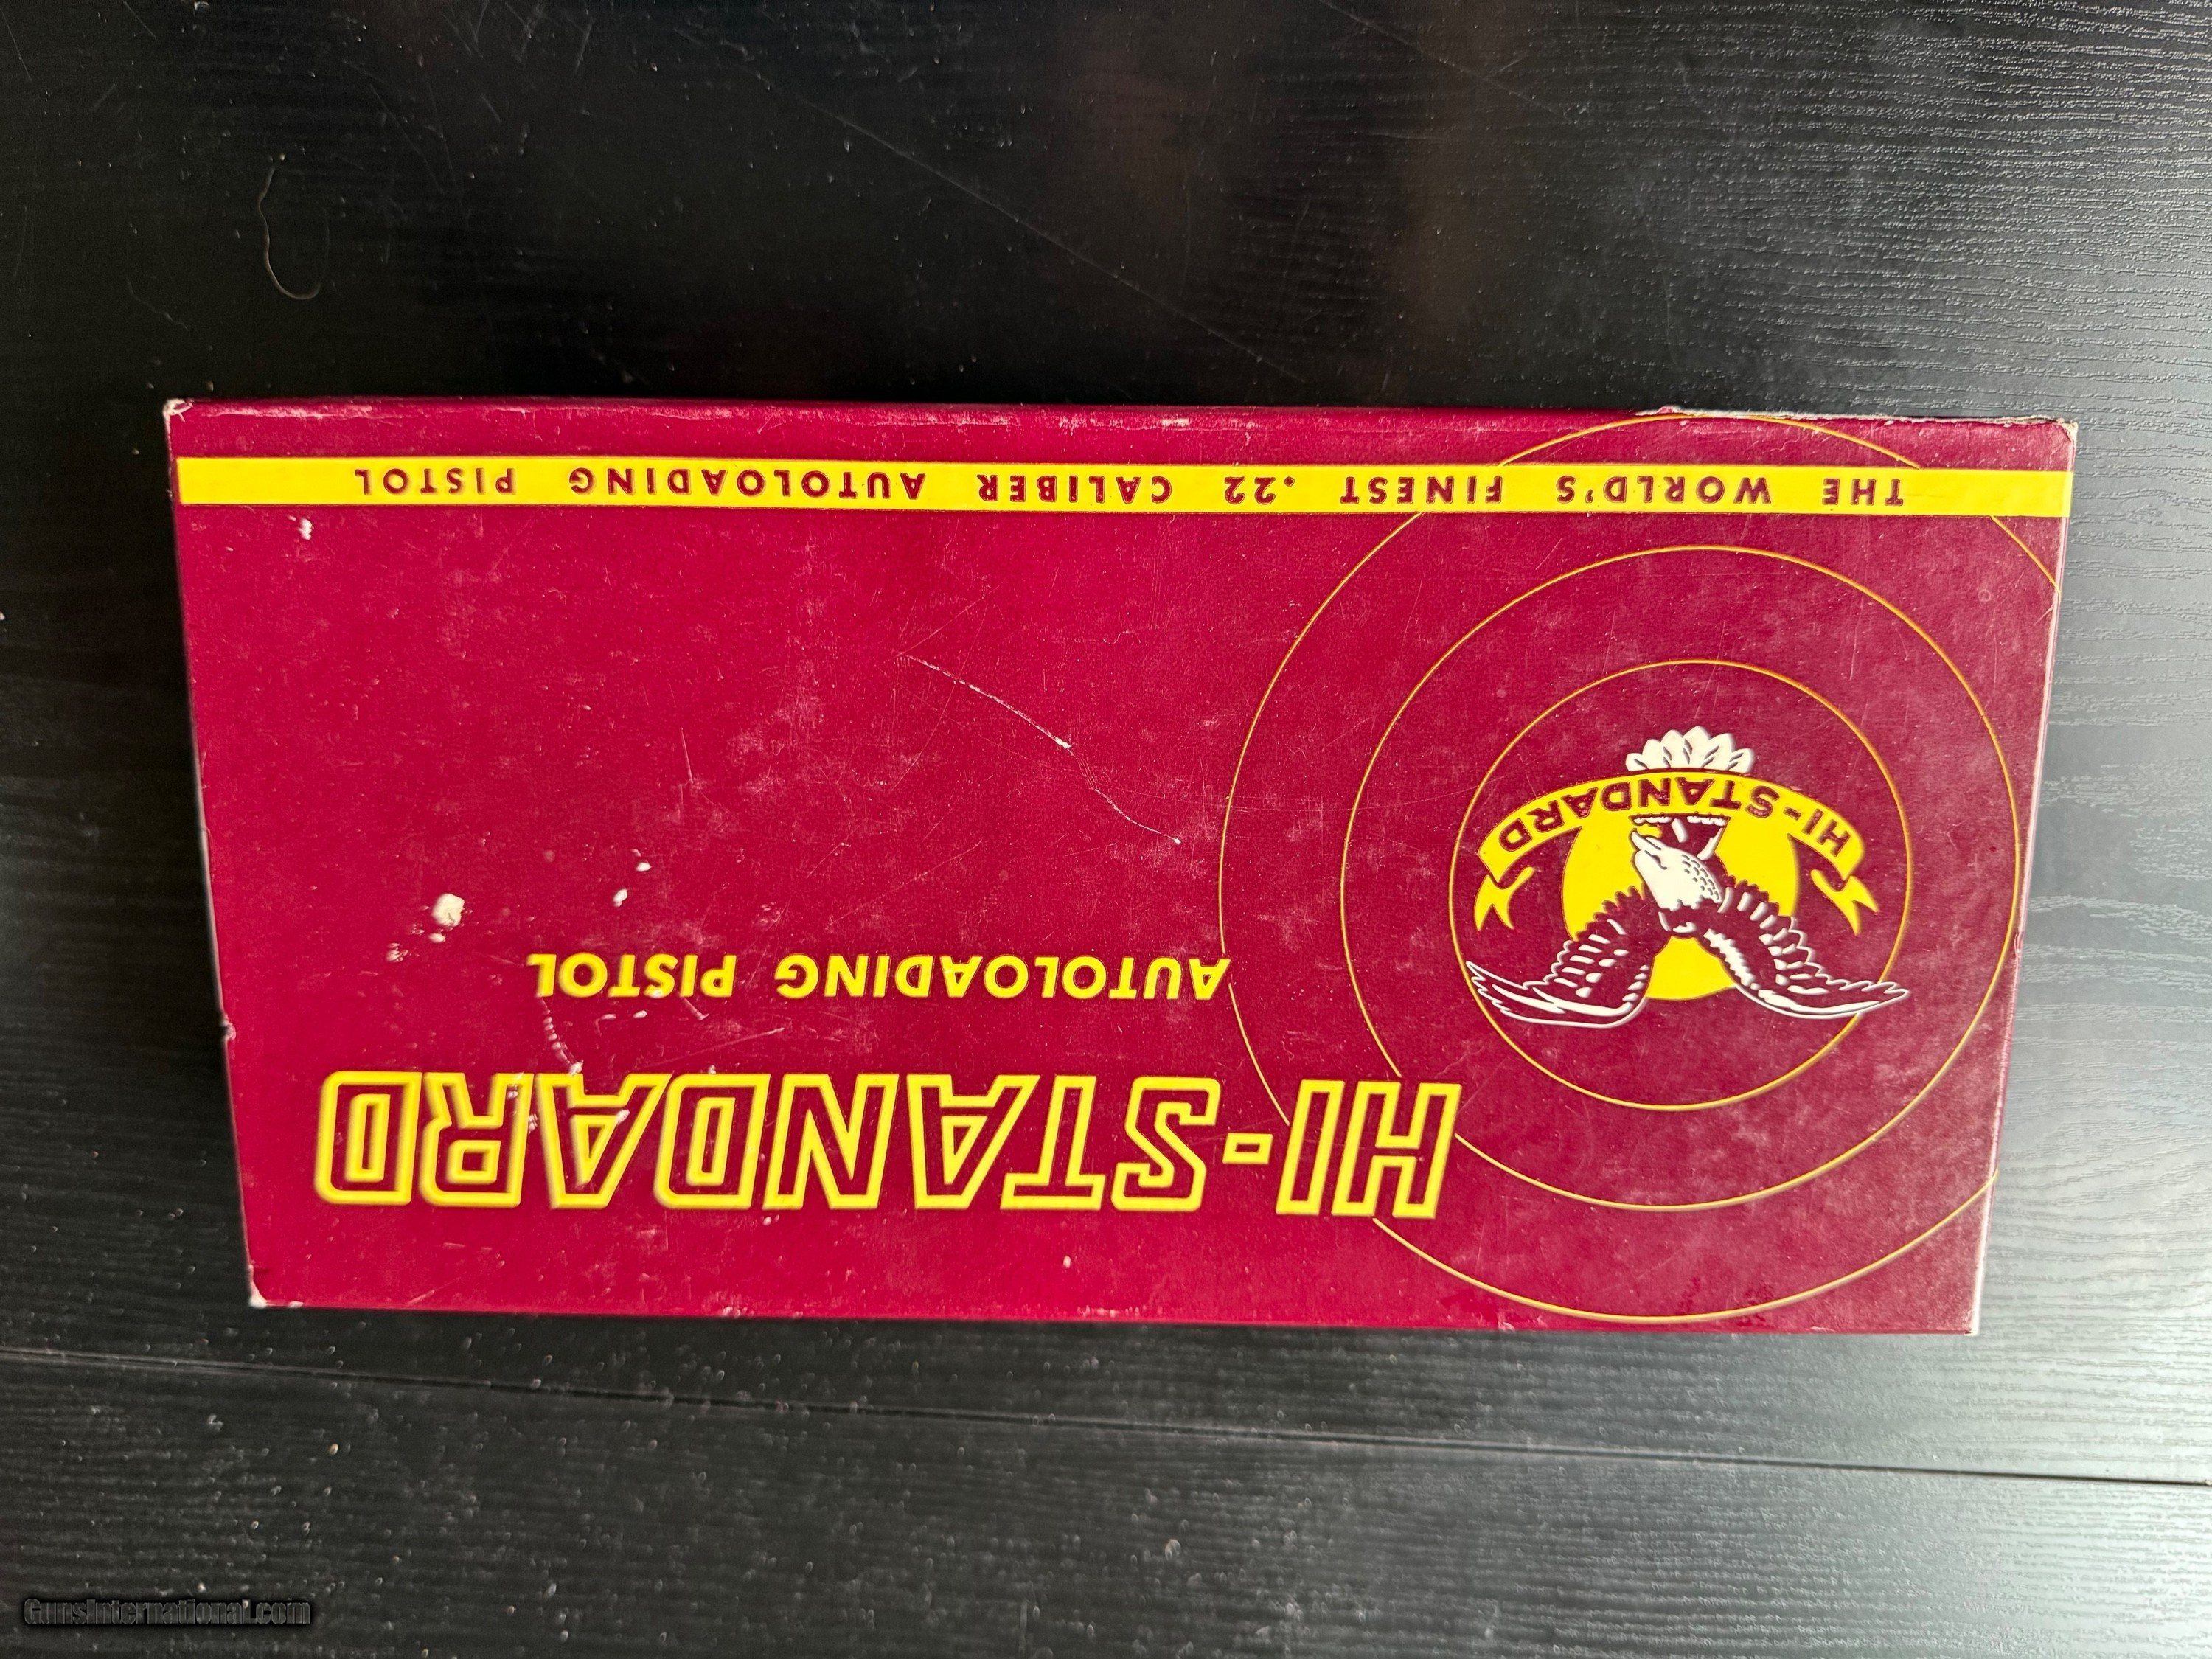 HI-STANDARD
AUTOLOADING PISTOL
HI-STANDARD
THE WORLD'S FINEST .22 CALIBER AUTOLOADING PISTOL
GunsInternational.com